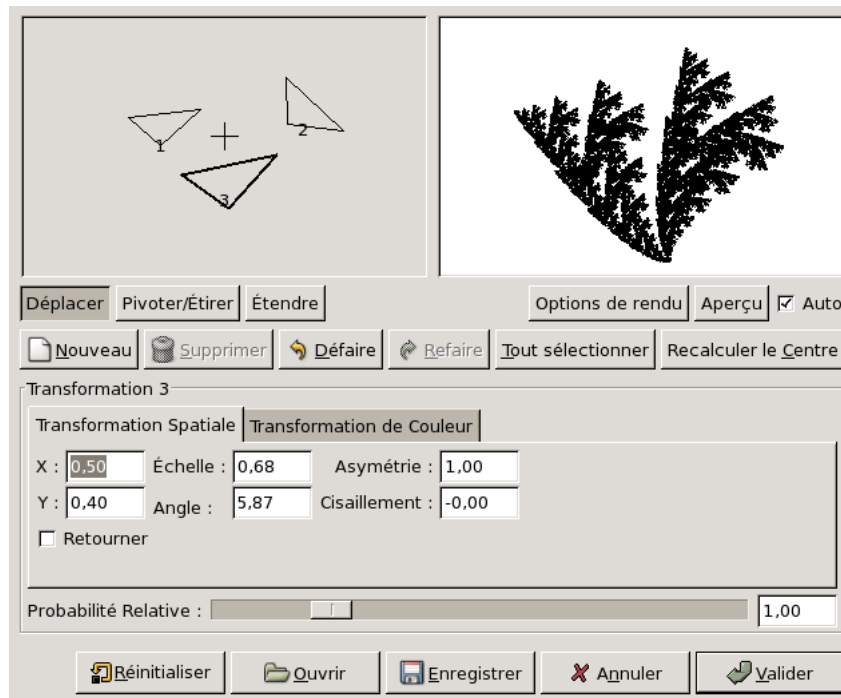 1
2
3
Déplacer Pivoter/Étirer Étendre Options de rendu Aperçu Auto
Nouveau Supprimer Défaire Refaire Tout sélectionner Recalculer le Centre
Transformation 3
Transformation Spatiale Transformation de Couleur
X : 0,50 Échelle : 0,68 Asymétrie : 1,00
Y : 0,40 Angle : 5,87 Cisaillement : -0,00
Retourner
Probabilité Relative : 1,00
Réinitialiser Ouvrir Enregistrer Annuler Valider